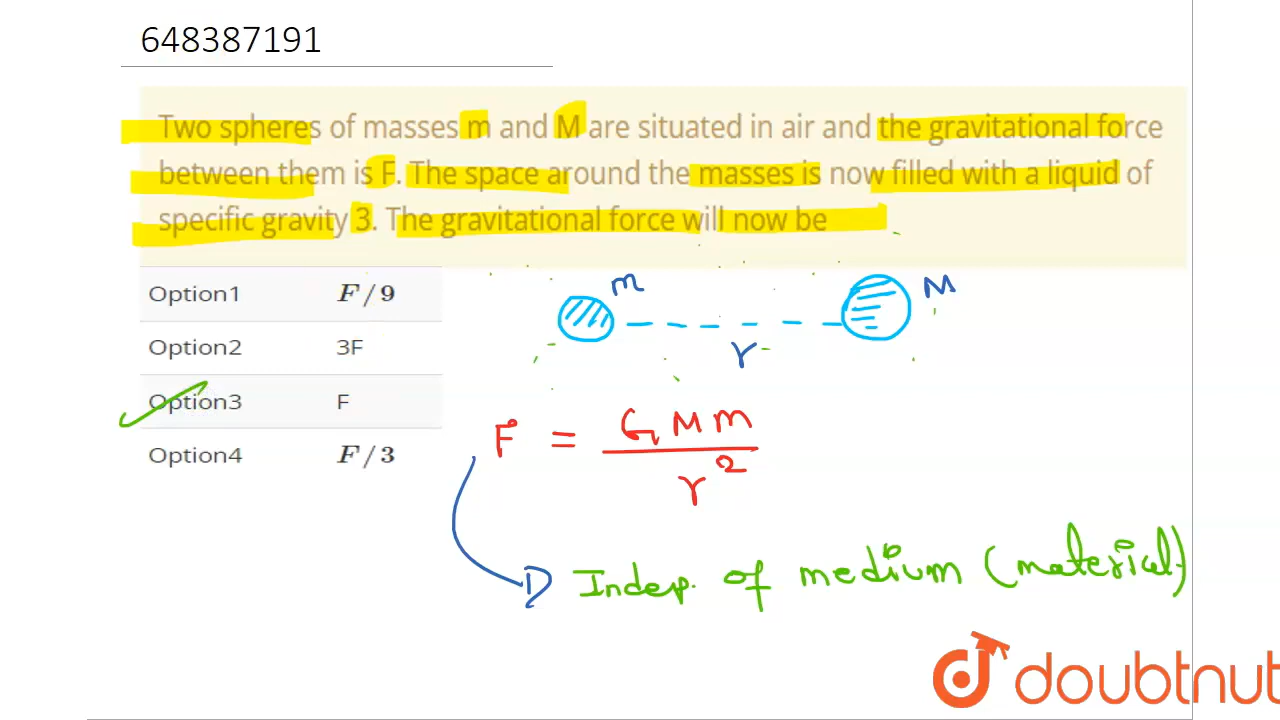 648387191
Two spheres of masses m and M are situated in air and the gravitational force
between them is F. The space around the masses is now filled with a liquid of
specific gravity 3. The gravitational force will now be
Option1 F/9
Option2 3F
Option3 F
Option4 F/3
m
M
r
F = GMm
r²
Indep. of medium (material)
doubtnut